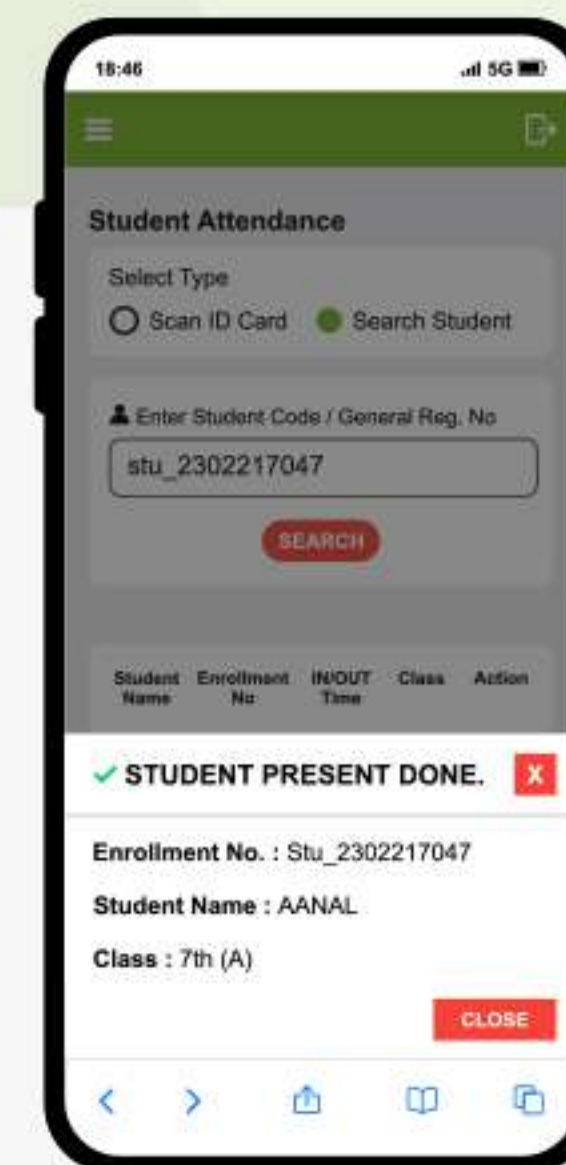 18:46 5G
Student Attendance
Select Type
Scan ID Card Search Student
Enter Student Code / General Reg. No
stu_2302217047
SEARCH
Student Name Enrollment No IN/OUT Time Class Action
STUDENT PRESENT DONE. X
Enrollment No. : Stu_2302217047
Student Name : AANAL
Class : 7th (A)
CLOSE